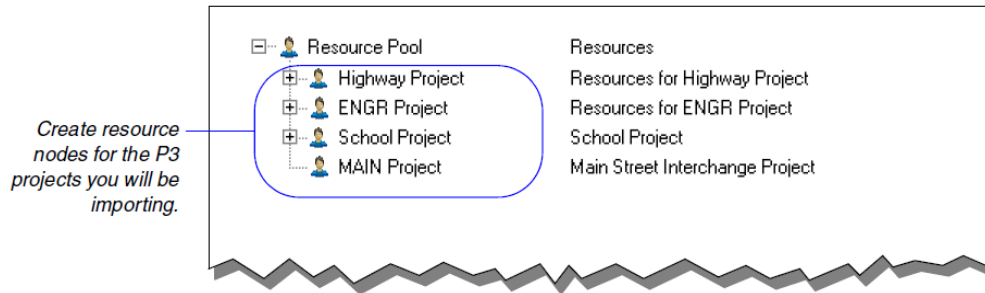 Resource Pool Resources
Highway Project Resources for Highway Project
ENGR Project Resources for ENGR Project
School Project School Project
MAIN Project Main Street Interchange Project
Create resource
nodes for the P3
projects you will be
importing.